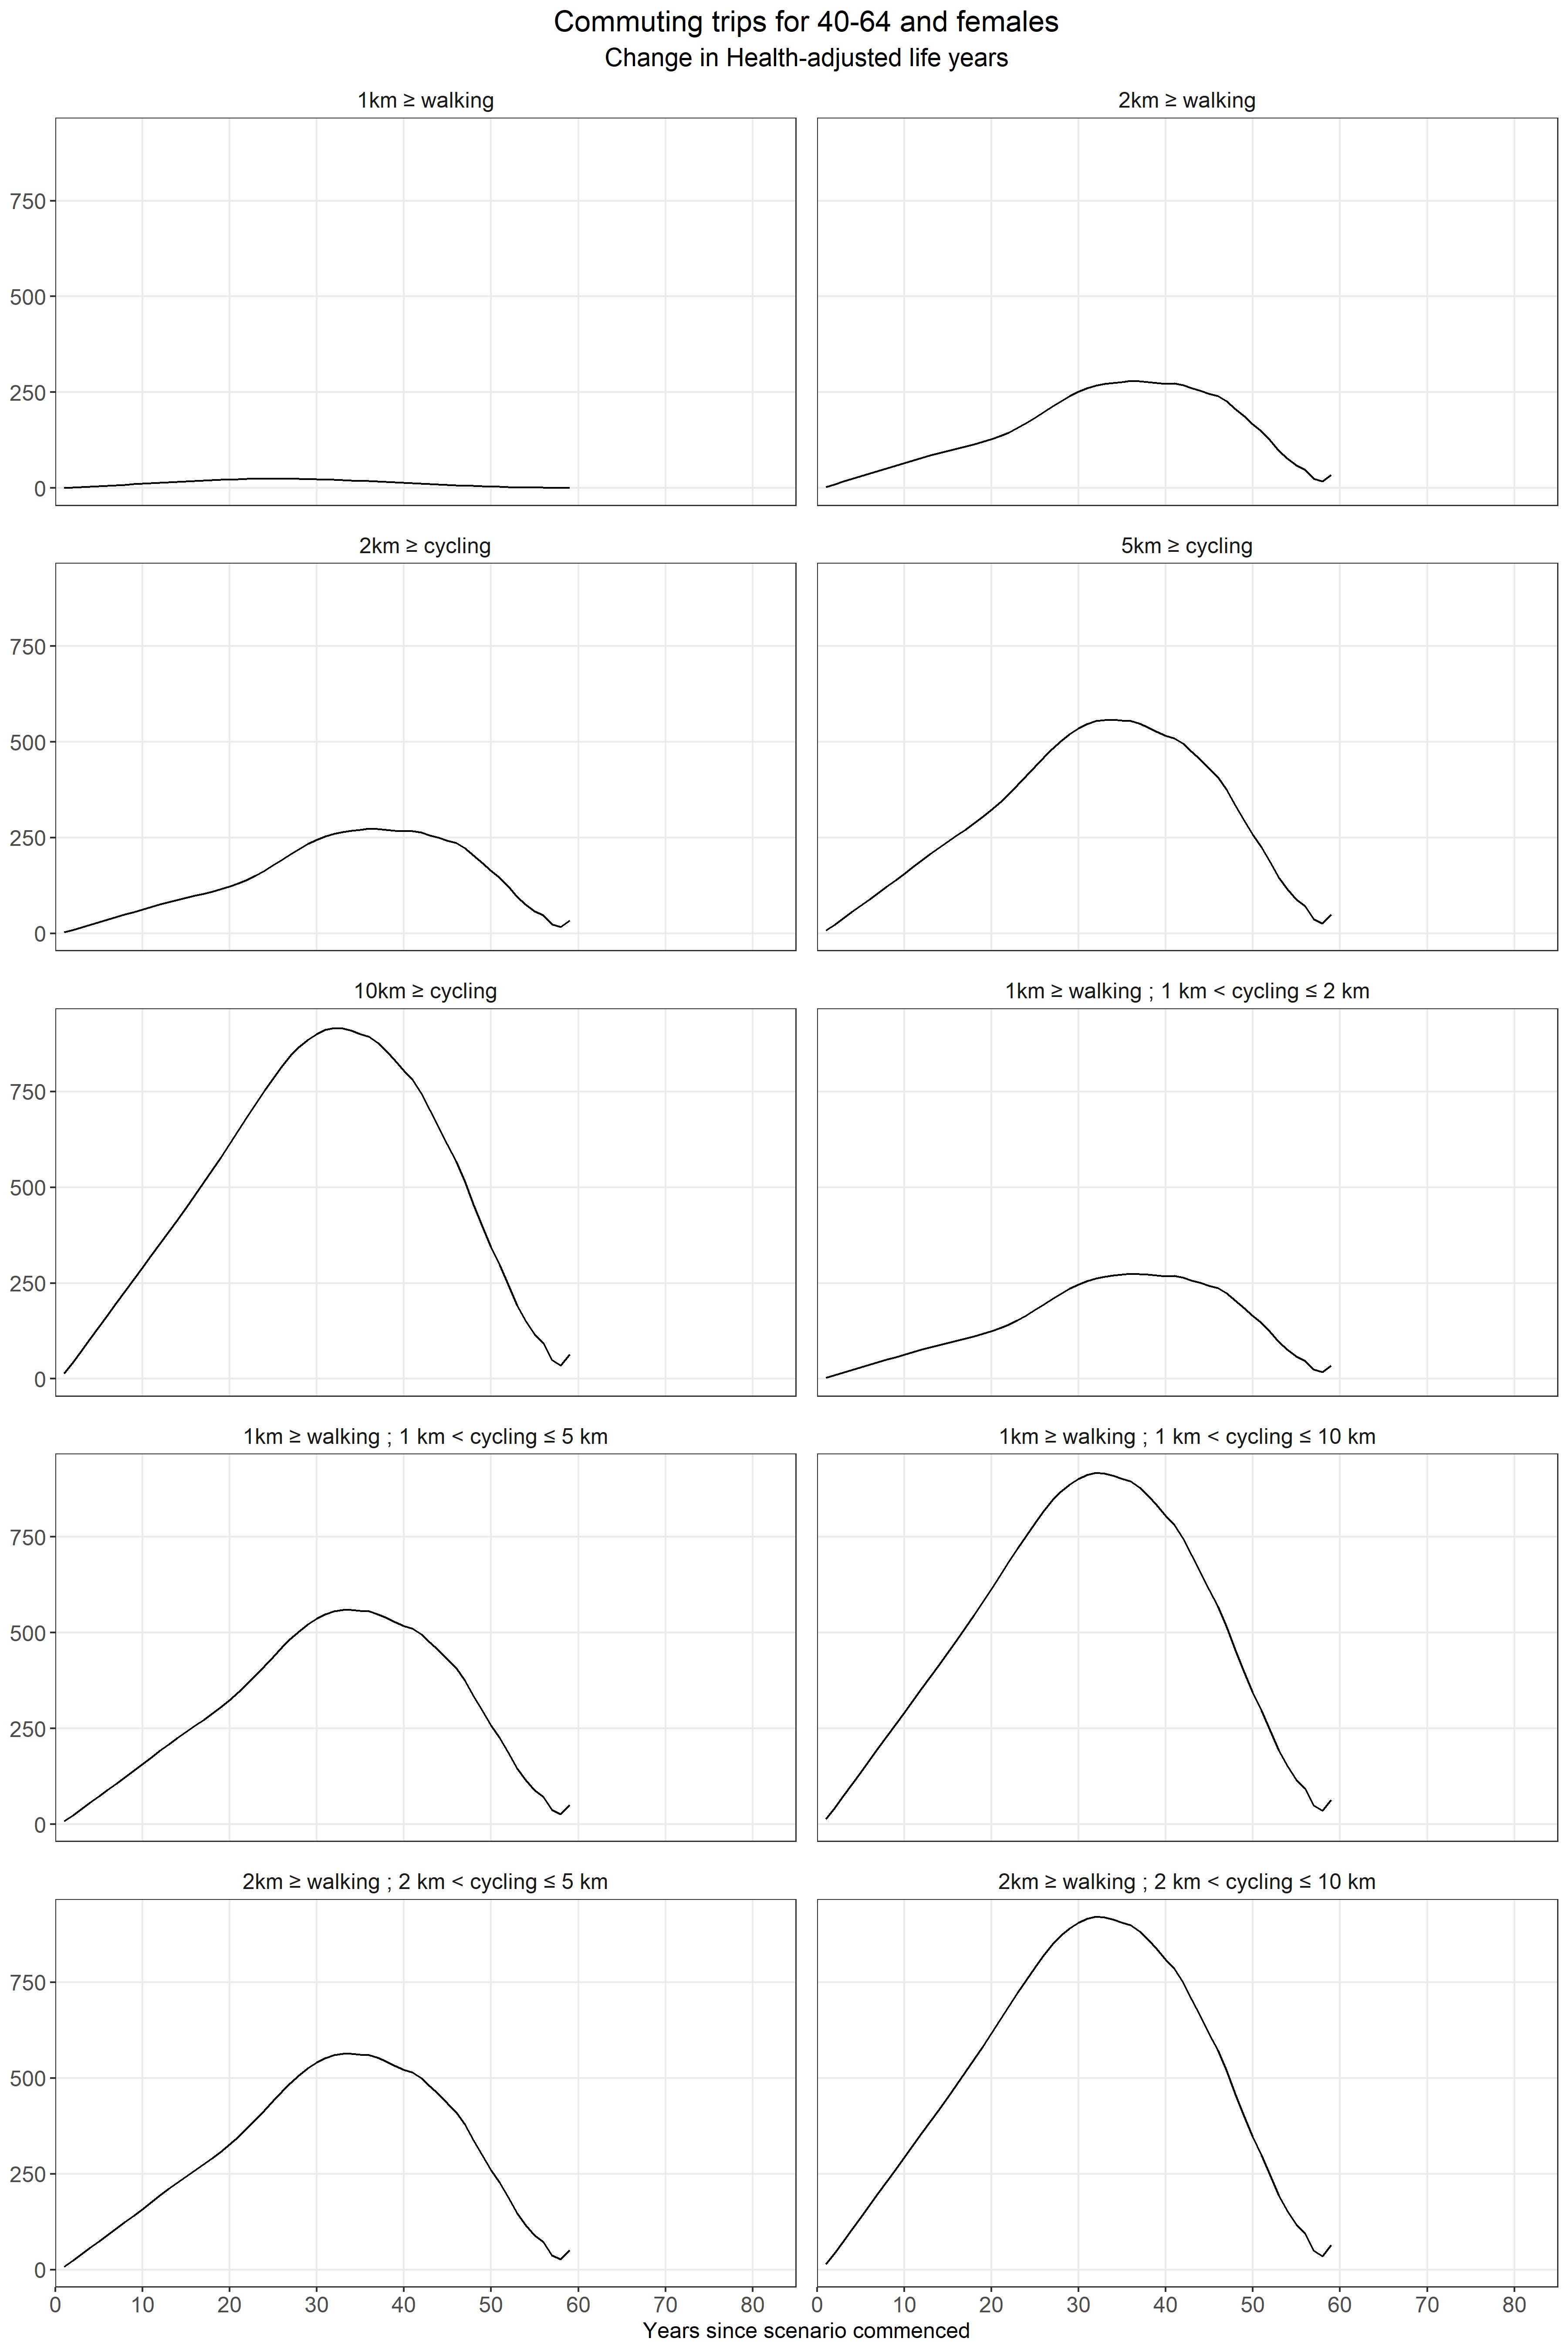 Commuting trips for 40-64 and females
Change in Health-adjusted life years
1km ≥ walking
2km ≥ walking
750
500
250
0
2km ≥ cycling
5km ≥ cycling
750
500
250
0
10km ≥ cycling
1km ≥ walking ; 1 km < cycling ≤ 2 km
750
500
250
0
1km ≥ walking ; 1 km < cycling ≤ 5 km
1km ≥ walking ; 1 km < cycling ≤ 10 km
750
500
250
0
2km ≥ walking ; 2 km < cycling ≤ 5 km
2km ≥ walking ; 2 km < cycling ≤ 10 km
750
500
250
0
0 10 20 30 40 50 60 70 80
0 10 20 30 40 50 60 70 80
Years since scenario commenced